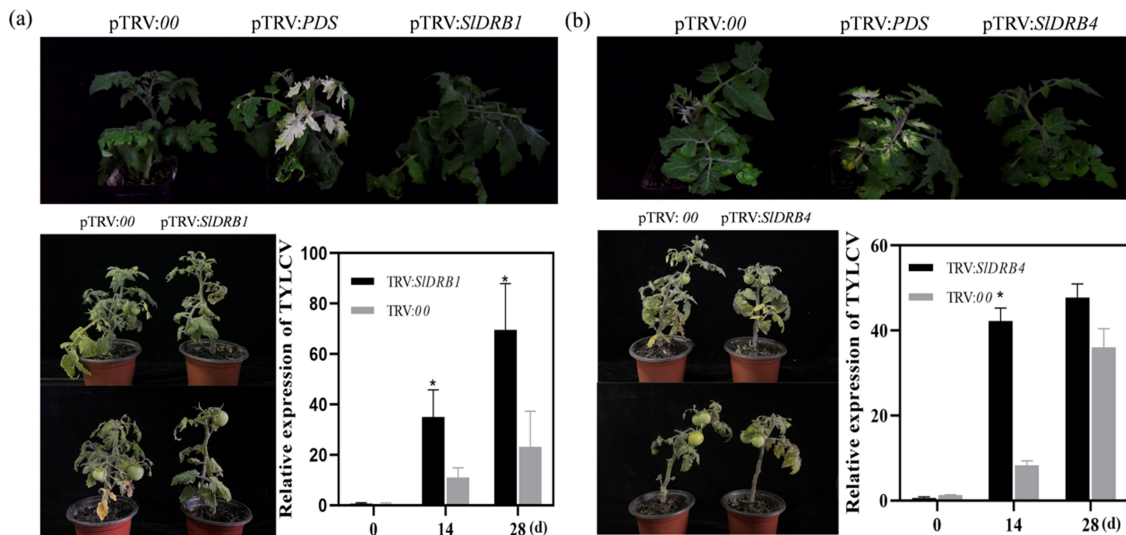 (a)
pTRV:00 pTRV:PDS pTRV:SlDRB1
pTRV:00 pTRV:SlDRB1
Relative expression of TYLCV
100
80
60
40
20
0
TRV:SlDRB1
TRV:00
*
*
0 14 28 (d)
(b)
pTRV:00 pTRV:PDS pTRV:SlDRB4
pTRV: 00 pTRV:SlDRB4
Relative expression of TYLCV
60
40
20
0
TRV:SlDRB4
TRV:00
*
0 14 28 (d)